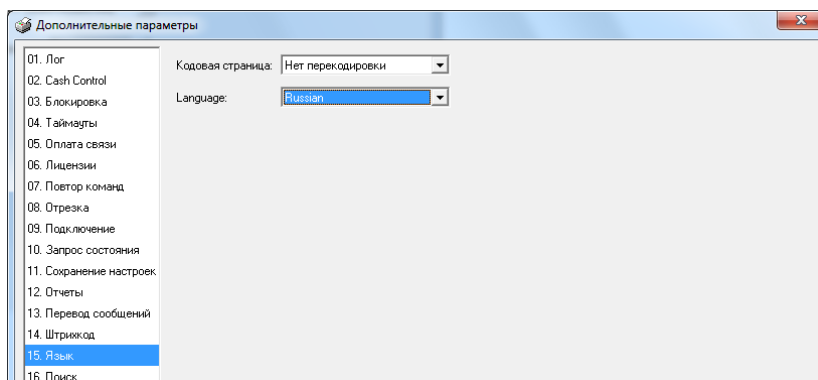 Дополнительные параметры
01. Лог
02. Cash Control
03. Блокировка
04. Таймауты
05. Оплата связи
06. Лицензии
07. Повтор команд
08. Отрезка
09. Подключение
10. Запрос состояния
11. Сохранение настроек
12. Отчеты
13. Перевод сообщений
14. Штрихкод
15. Язык
16. Поиск
Кодовая страница: Нет перекодировки
Language: Russian